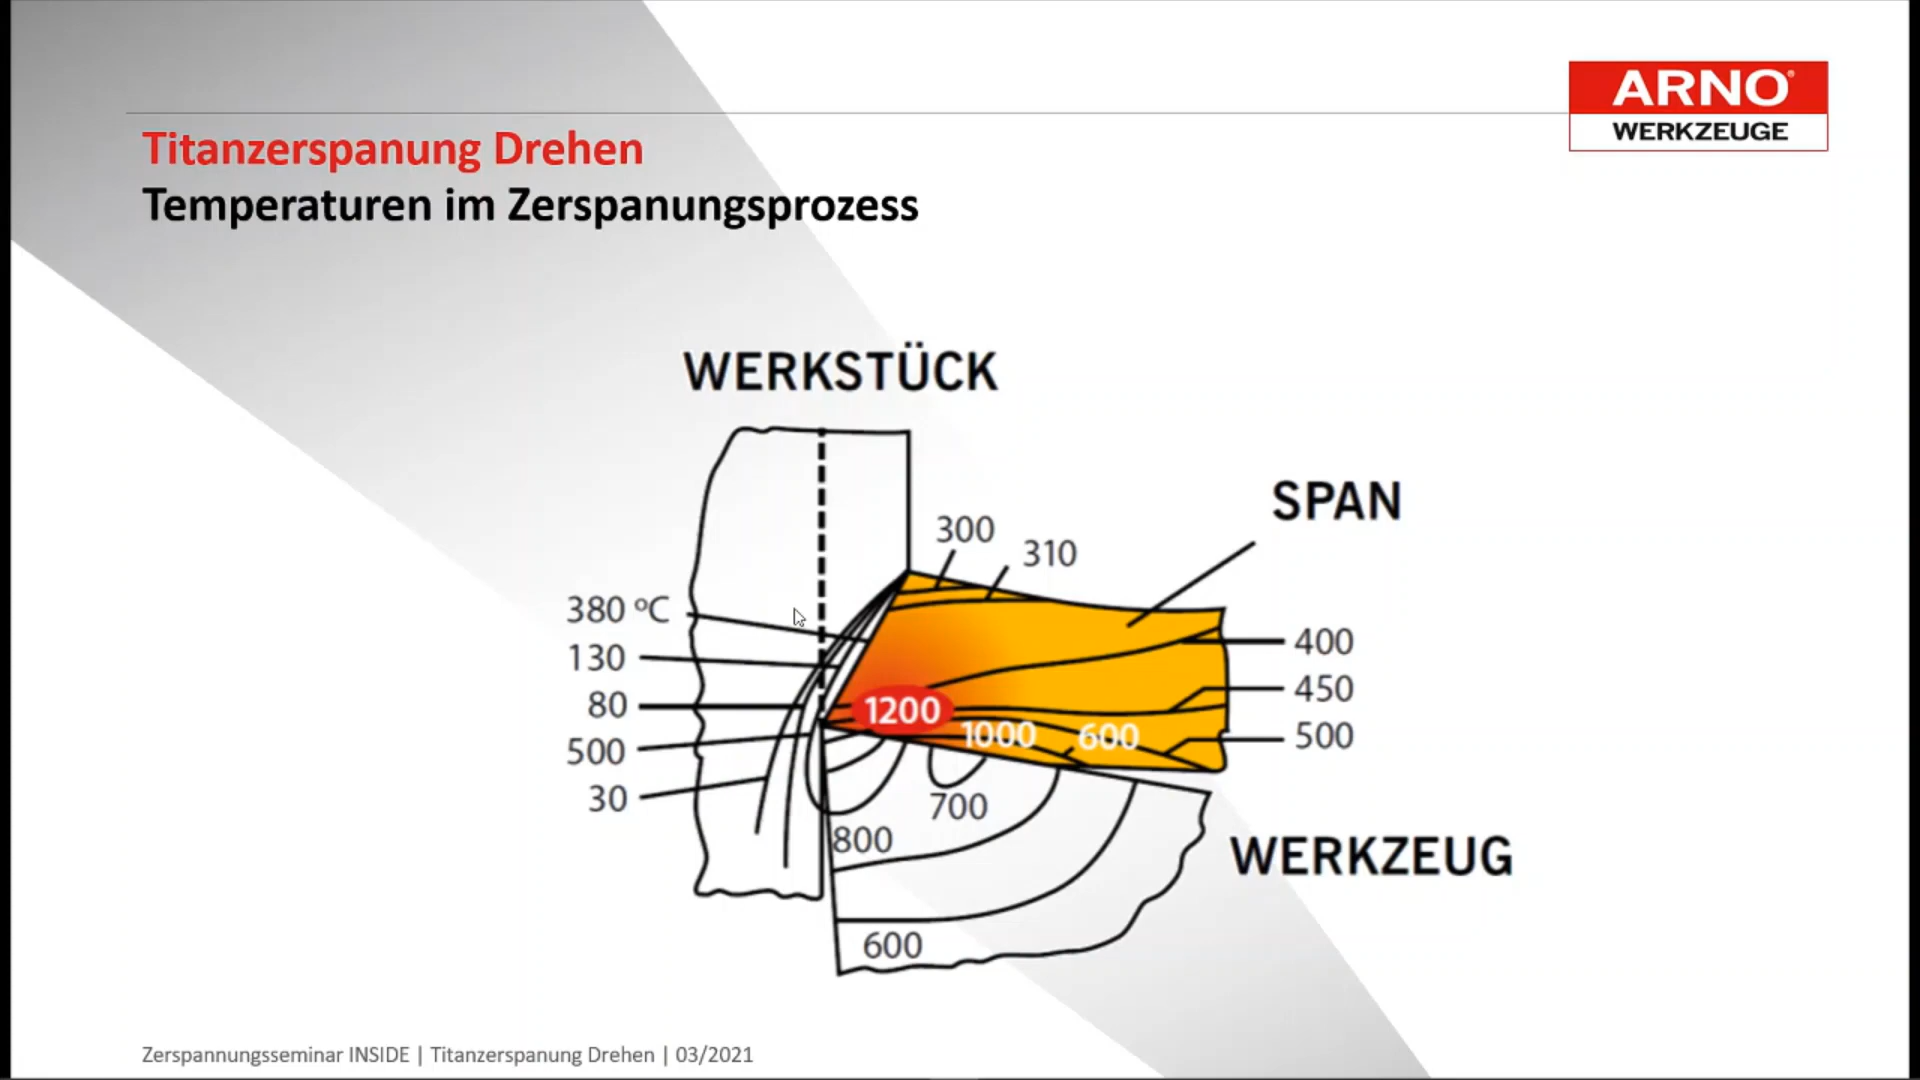 ARNO®
WERKZEUGE
Titanzerspanung Drehen
Temperaturen im Zerspanungsprozess
WERKSTÜCK
SPAN
300
310
380 ºC
130
80
500
30
400
450
500
1200
1000
600
700
800
600
WERKZEUG
Zerspannungsseminar INSIDE | Titanzerspanung Drehen | 03/2021